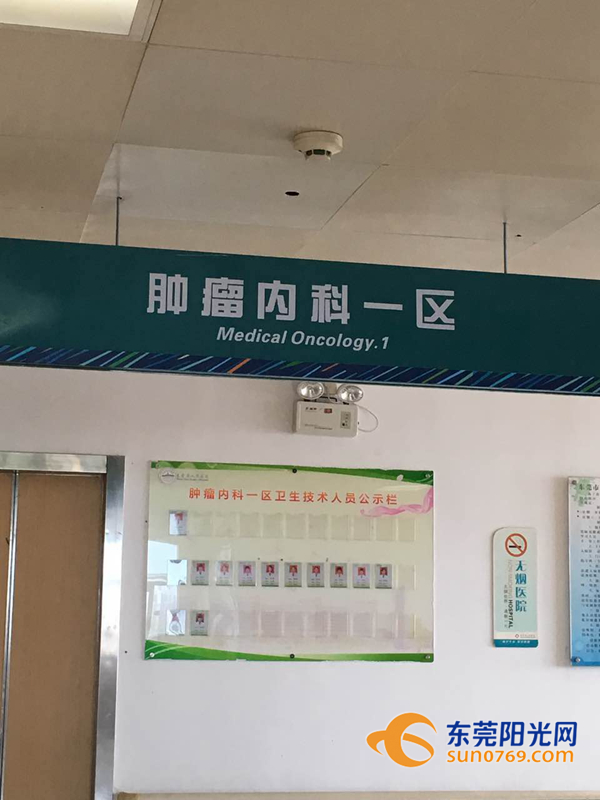 肿瘤内科一区
Medical Oncology.1
肿瘤内科一区卫生技术人员公示栏
无烟医院
HOSPITAL
东莞阳光网
sun0769.com